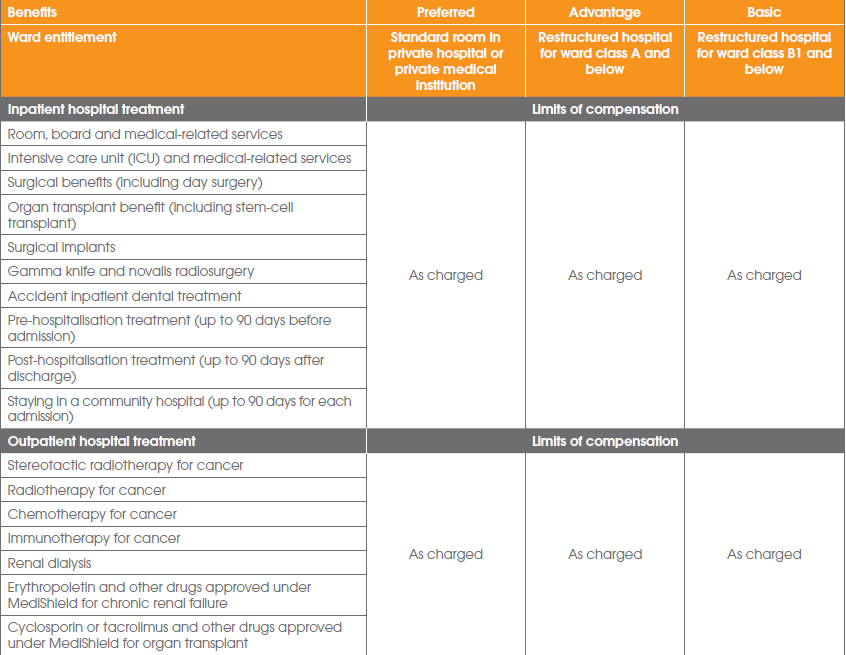 Benefits Preferred Advantage Basic
Ward entitlement Standard room in Restructured hospital Restructured hospital
private hospital or for ward class A and for ward class B1 and
private medical below below
Institution
Inpatient hospital treatment Limits of compensation
Room, board and medical-related services
Intensive care unit (ICU) and medical-related services
Surgical benefits (including day surgery)
Organ transplant benefit (including stem-cell
transplant)
Surgical implants
Gamma knife and novalis radiosurgery
As charged As charged As charged
Accident inpatient dental treatment
Pre-hospitalisation treatment (up to 90 days before
admission)
Post-hospitalisation treatment (up to 90 days after
discharge)
Staying in a community hospital (up to 90 days for each
admission)
Outpatient hospital treatment Limits of compensation
Stereotactic radiotherapy for cancer
Radiotherapy for cancer
Chemotherapy for cancer
Immunotherapy for cancer
As charged As charged As charged
Renal dialysis
Erythropoietin and other drugs approved under
MediShield for chronic renal failure
Cyclosporin or tacrolimus and other drugs approved
under MediShield for organ transplant